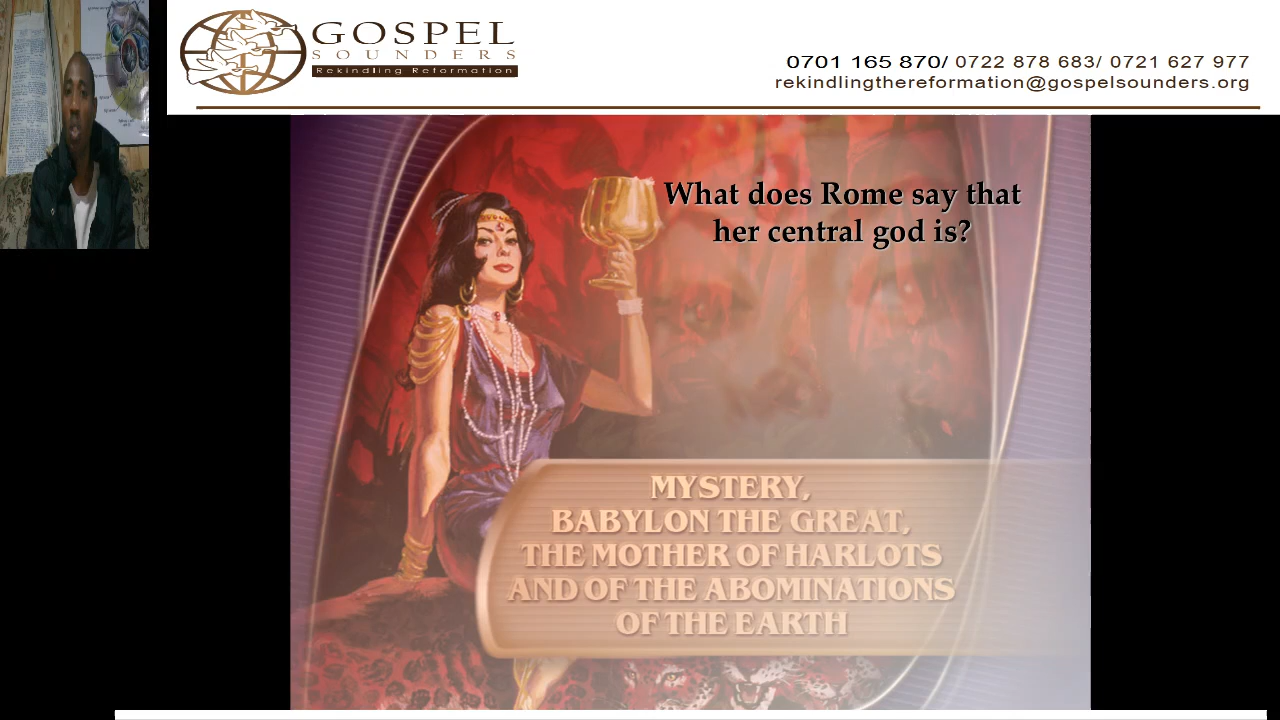 GOSPEL
SOUNDERS
Rekindling Reformation
0701 165 870/ 0722 878 683/ 0721 627 977
rekindlingthereformation@gospelsounders.org
What does Rome say that
her central god is?
MYSTERY,
BABYLON THE GREAT,
THE MOTHER OF HARLOTS
AND OF THE ABOMINATIONS
OF THE EARTH